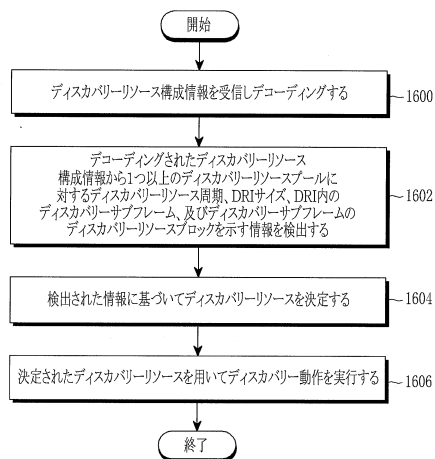 開始
ディスカバリーリソース構成情報を受信しデコーディングする
1600
デコーディングされたディスカバリーリソース
構成情報から1つ以上のディスカバリーリソースプールに
対するディスカバリーリソース周期、DRIサイズ、DRI内の
ディスカバリーサブフレーム、及びディスカバリーサブフレームの
ディスカバリーリソースブロックを示す情報を検出する
1602
検出された情報に基づいてディスカバリーリソースを決定する
1604
決定されたディスカバリーリソースを用いてディスカバリー動作を実行する
1606
終了